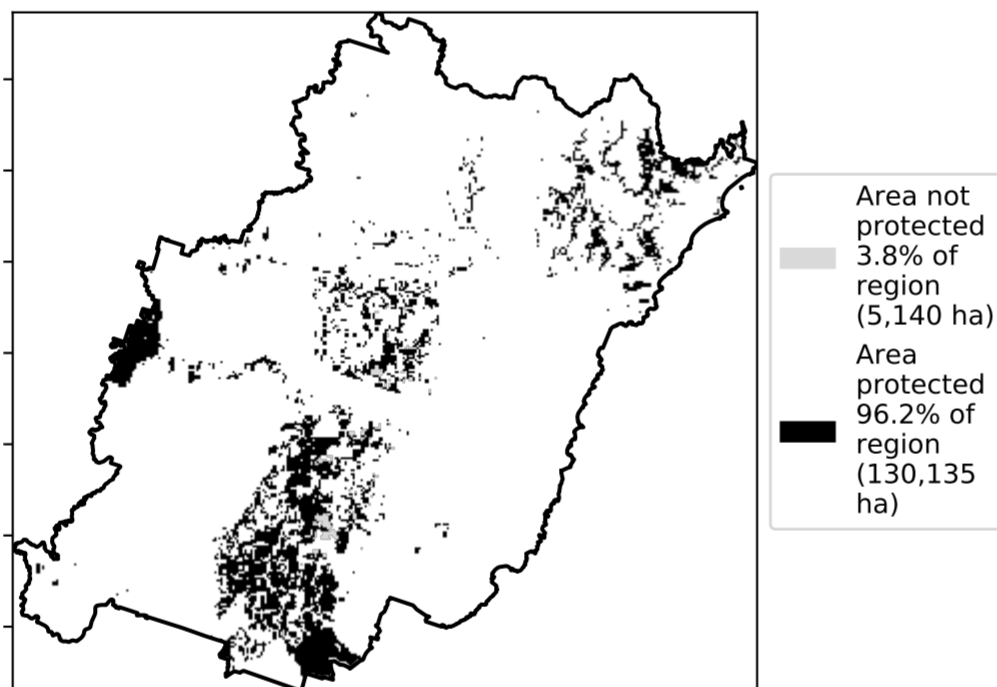 Area not
protected
3.8% of
region
(5,140 ha)
Area
protected
96.2% of
region
(130,135
ha)